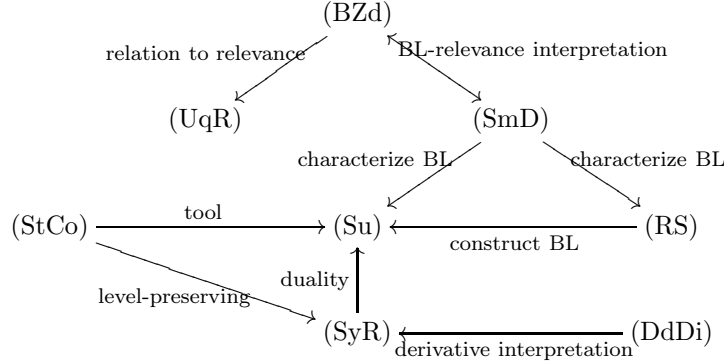 (BZd)
relation to relevance
BL-relevance interpretation
(UqR)
(SmD)
characterize BL
characterize BL
(StCo)
tool
(Su)
construct BL
(RS)
duality
level-preserving
(SyR)
derivative interpretation
(DdDi)